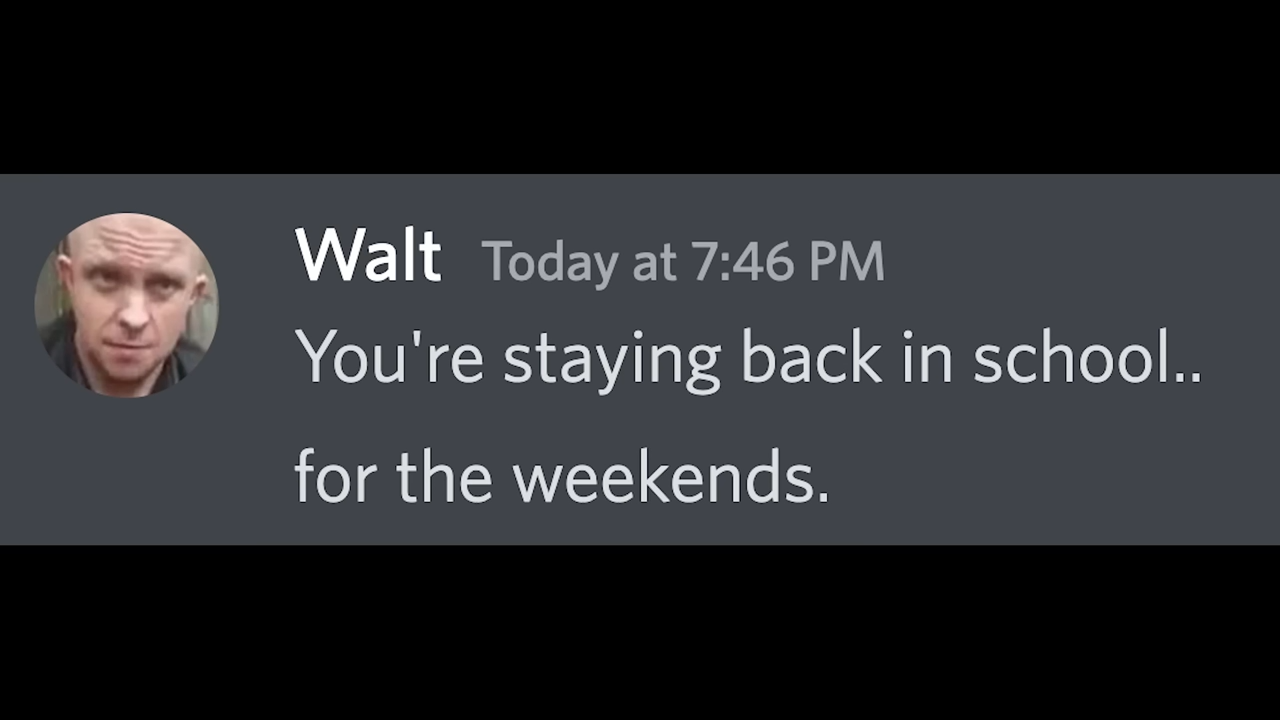 Walt Today at 7:46 PM
You're staying back in school..
for the weekends.